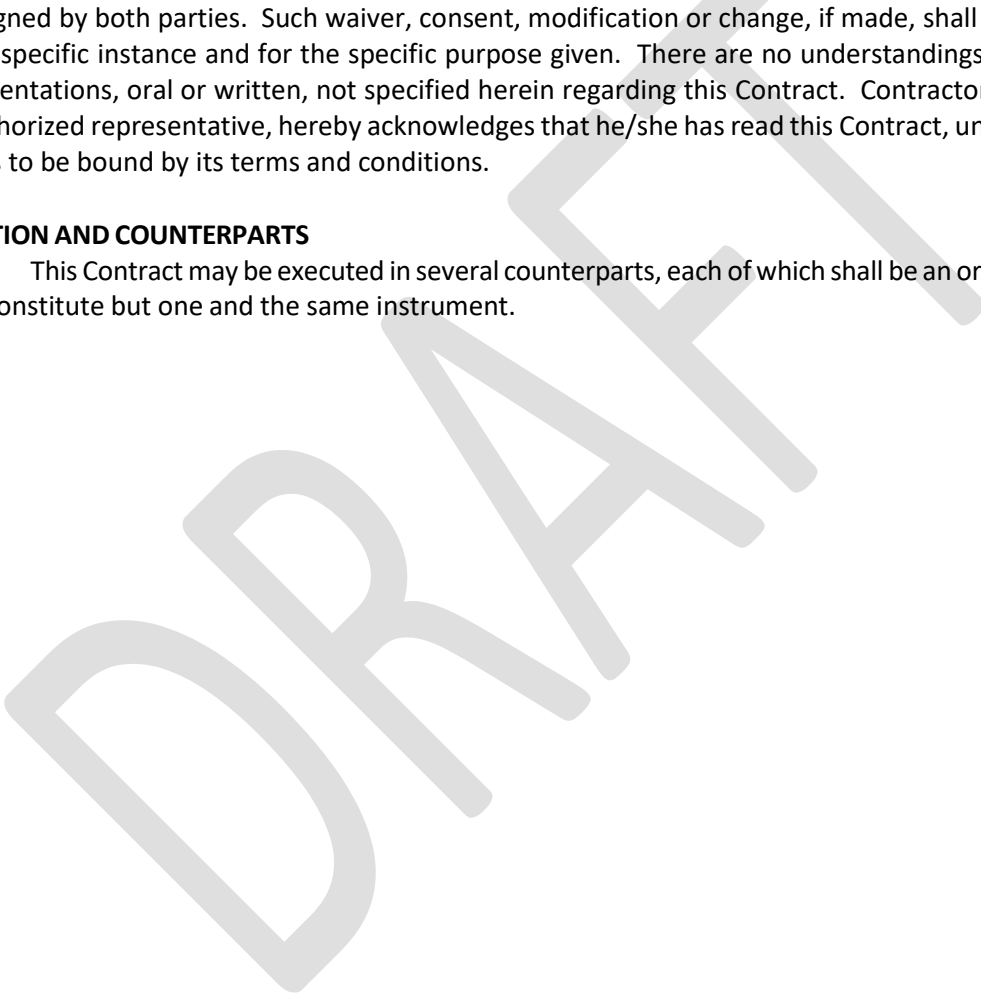 gned by both parties.  Such waiver, consent, modification or change, if made, shall
specific instance and for the specific purpose given.  There are no understandings
entations, oral or written, not specified herein regarding this Contract.  Contractor
horized representative, hereby acknowledges that he/she has read this Contract, un
s to be bound by its terms and conditions.
TION AND COUNTERPARTS
This Contract may be executed in several counterparts, each of which shall be an or
onstitute but one and the same instrument.
DRAFT